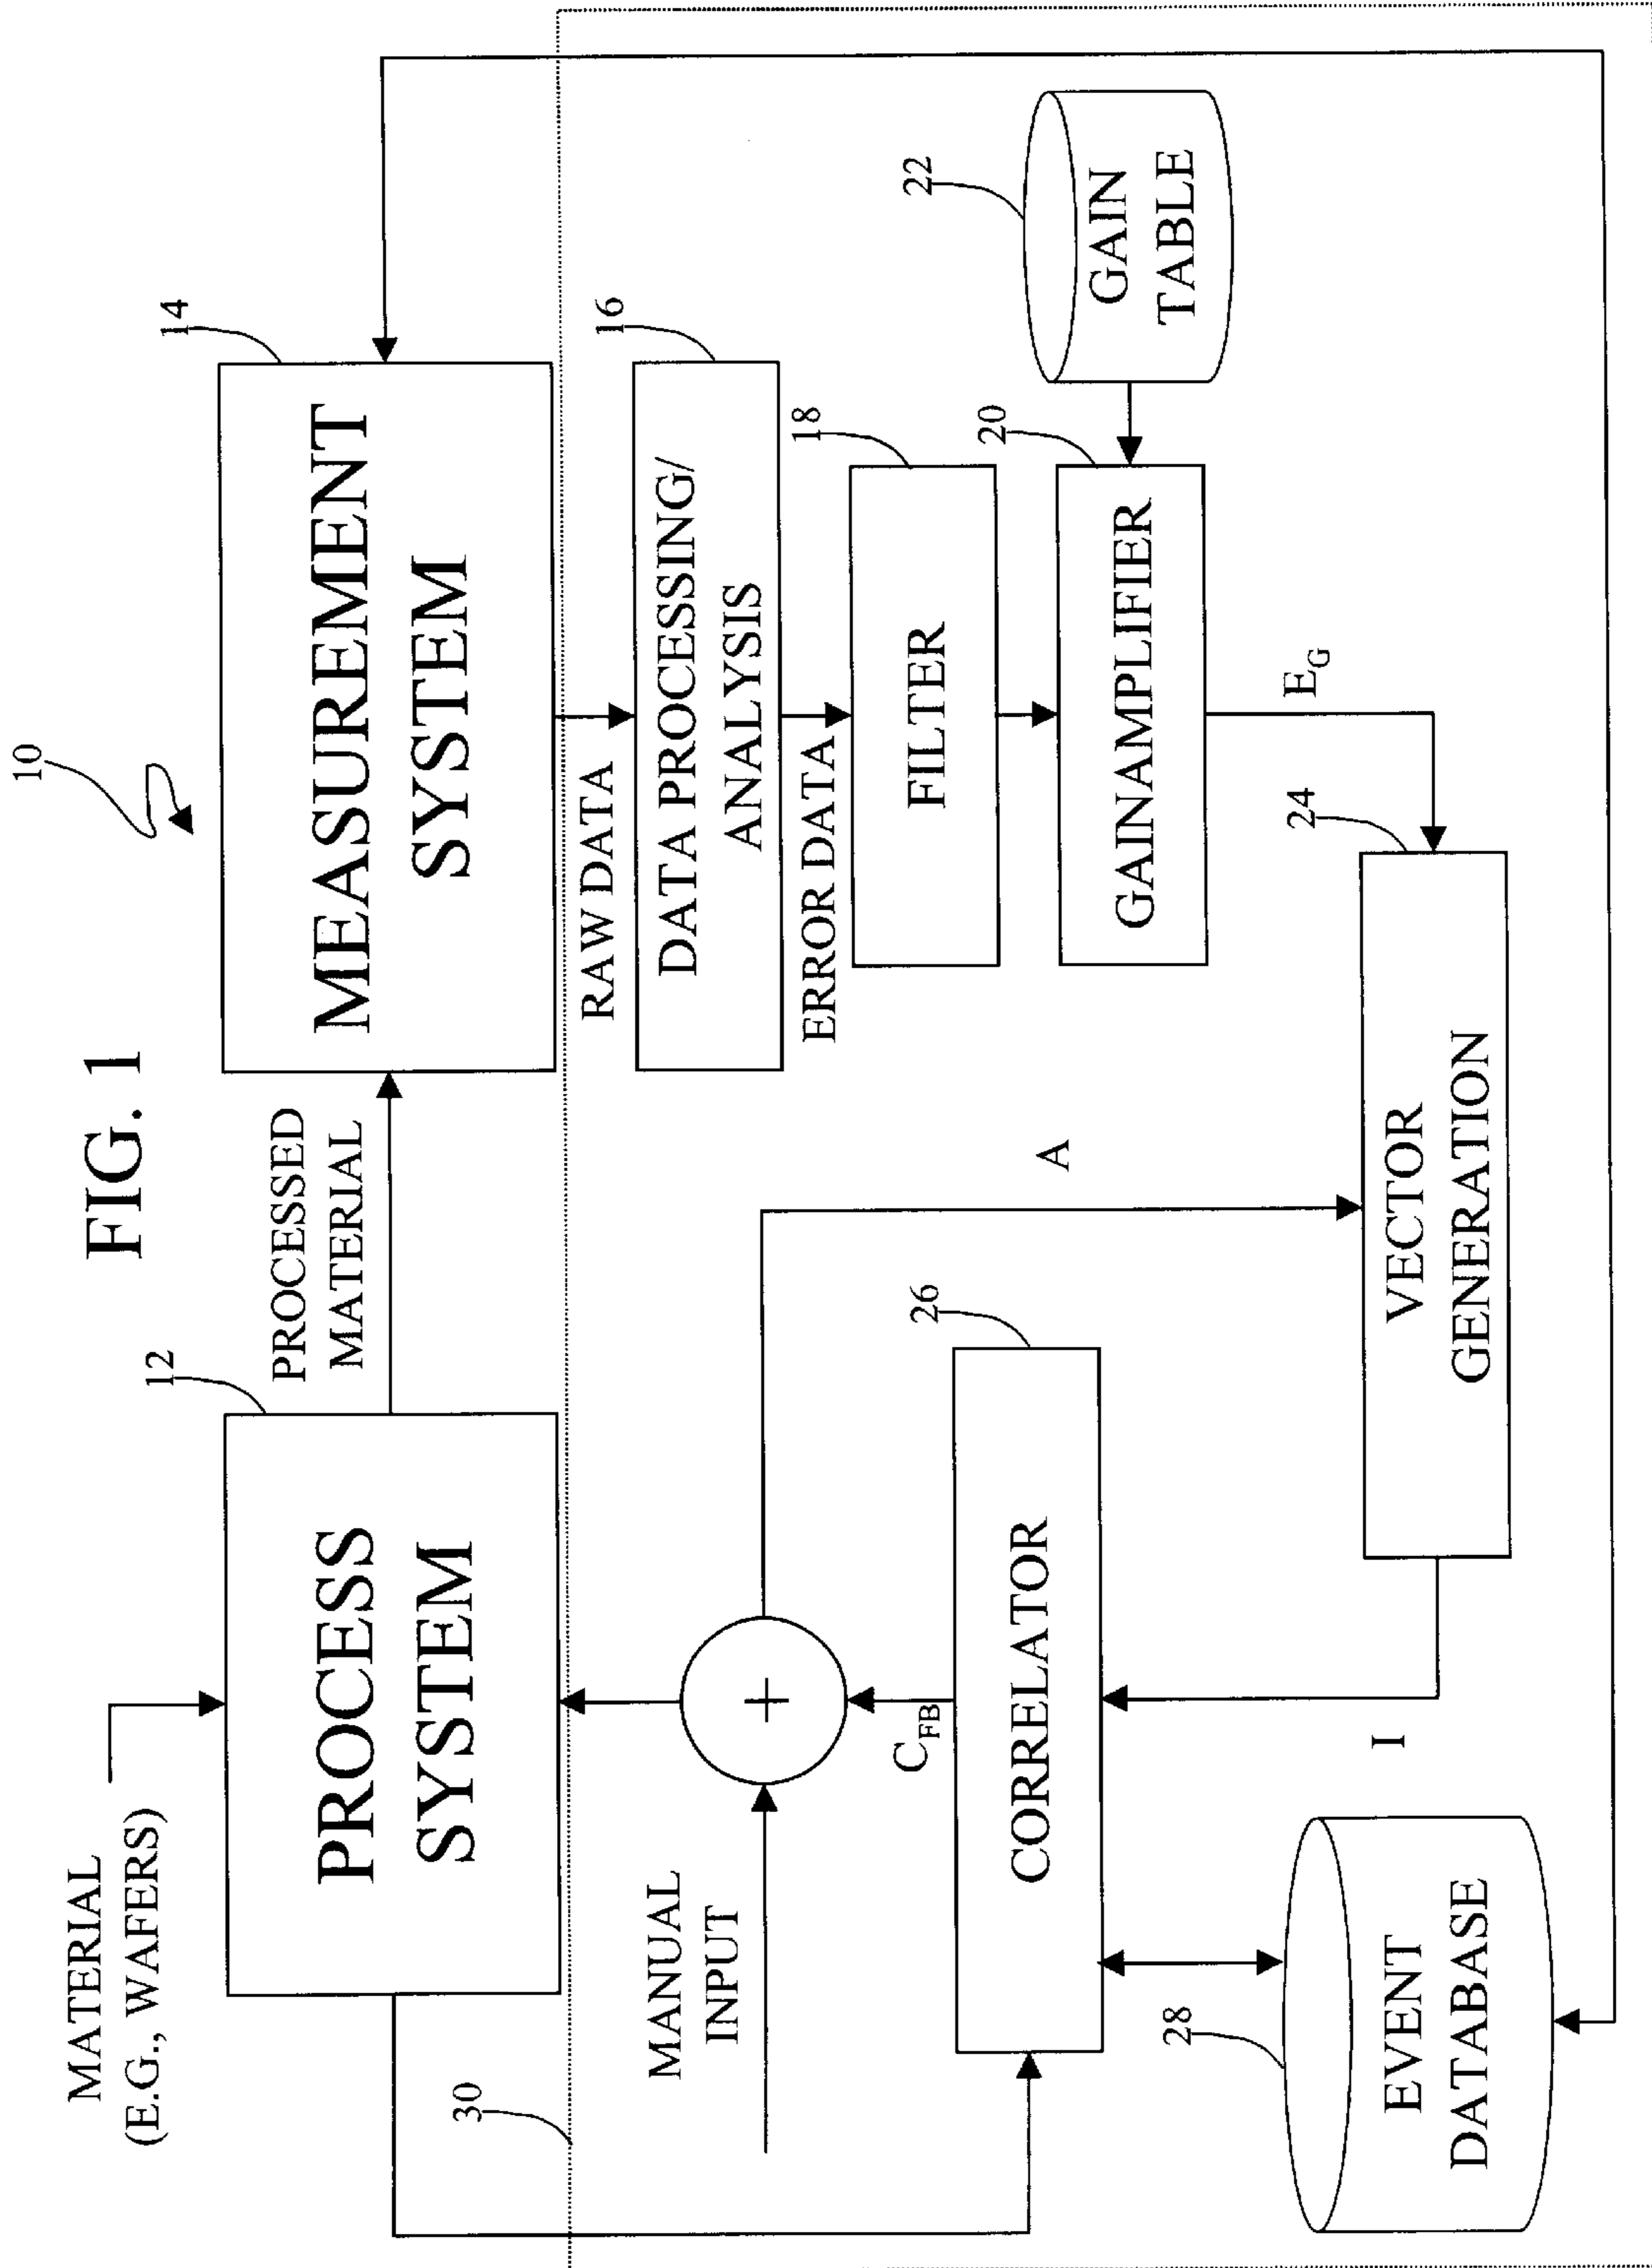 FIG. 1
10
MATERIAL
(E.G., WAFERS)
12
PROCESS
SYSTEM
PROCESSED
MATERIAL
14
MEASUREMENT
SYSTEM
30
MANUAL
INPUT
+
RAW DATA
16
DATA PROCESSING/
ANALYSIS
ERROR DATA
18
FILTER
C_FB
26
CORRELATOR
A
20
GAINAMPLIFIER
22
GAIN
TABLE
E_G
28
EVENT
DATABASE
I
24
VECTOR
GENERATION